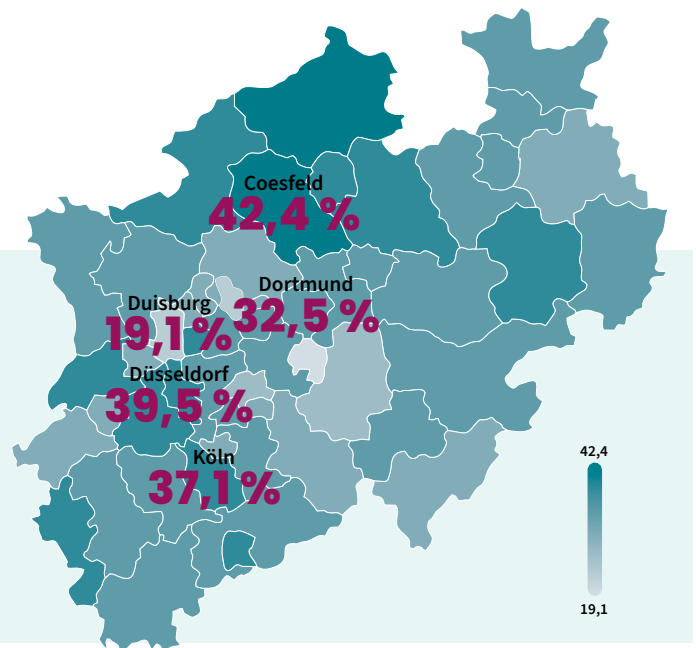 Coesfeld
42,4 %
Dortmund
32,5 %
Duisburg
19,1 %
Düsseldorf
39,5 %
Köln
37,1 %
42,4
19,1